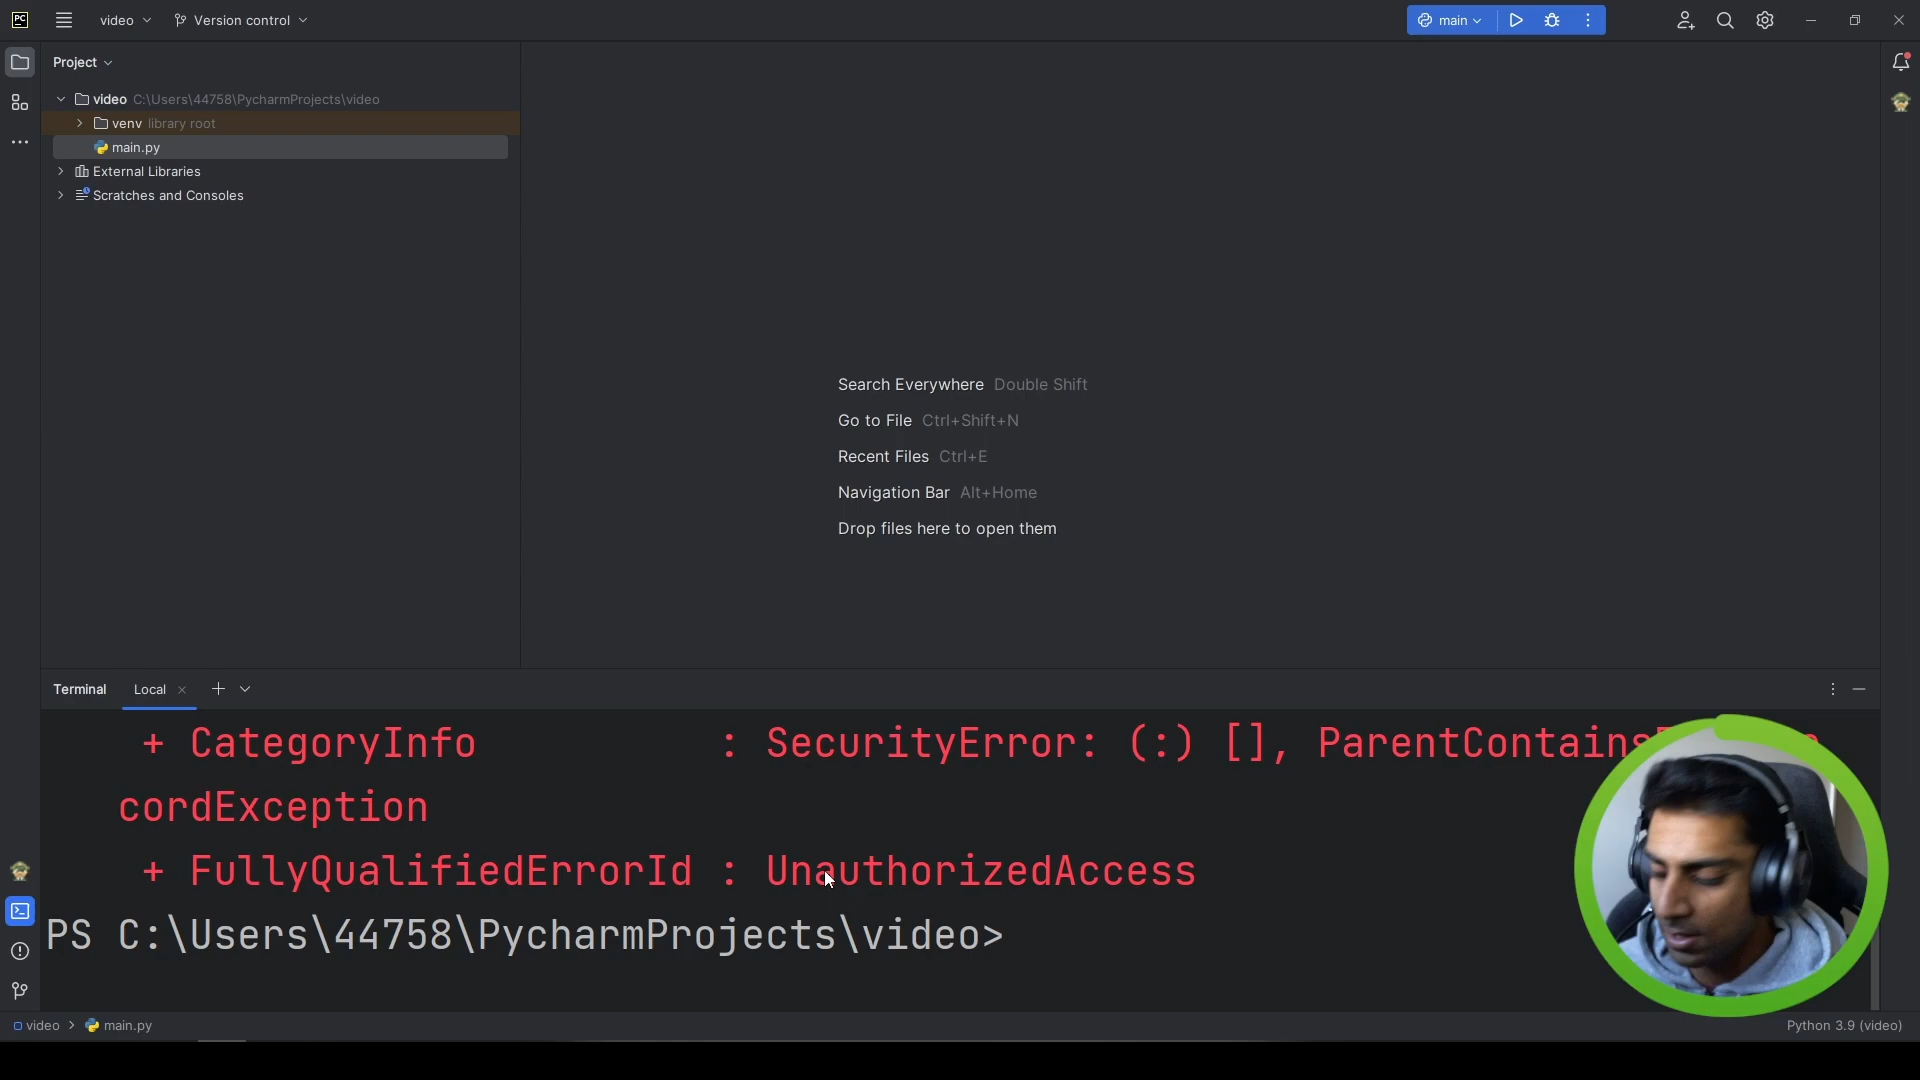 PC
video
Version control
main
Project
video C:\Users\44758\PycharmProjects\video
venv library root
main.py
External Libraries
Scratches and Consoles
Search Everywhere Double Shift
Go to File Ctrl+Shift+N
Recent Files Ctrl+E
Navigation Bar Alt+Home
Drop files here to open them
Terminal Local
+ CategoryInfo : SecurityError: (:) [], ParentContains
cordException
+ FullyQualifiedErrorId : UnauthorizedAccess
PS C:\Users\44758\PycharmProjects\video>
video > main.py
Python 3.9 (video)